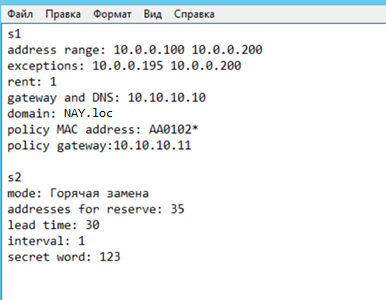 Файл Правка Формат Вид Справка
s1
address range: 10.0.0.100 10.0.0.200
exceptions: 10.0.0.195 10.0.0.200
rent: 1
gateway and DNS: 10.10.10.10
domain: NAY.loc
policy MAC address: AA0102*
policy gateway:10.10.10.11
s2
mode: Горячая замена
addresses for reserve: 35
lead time: 30
interval: 1
secret word: 123